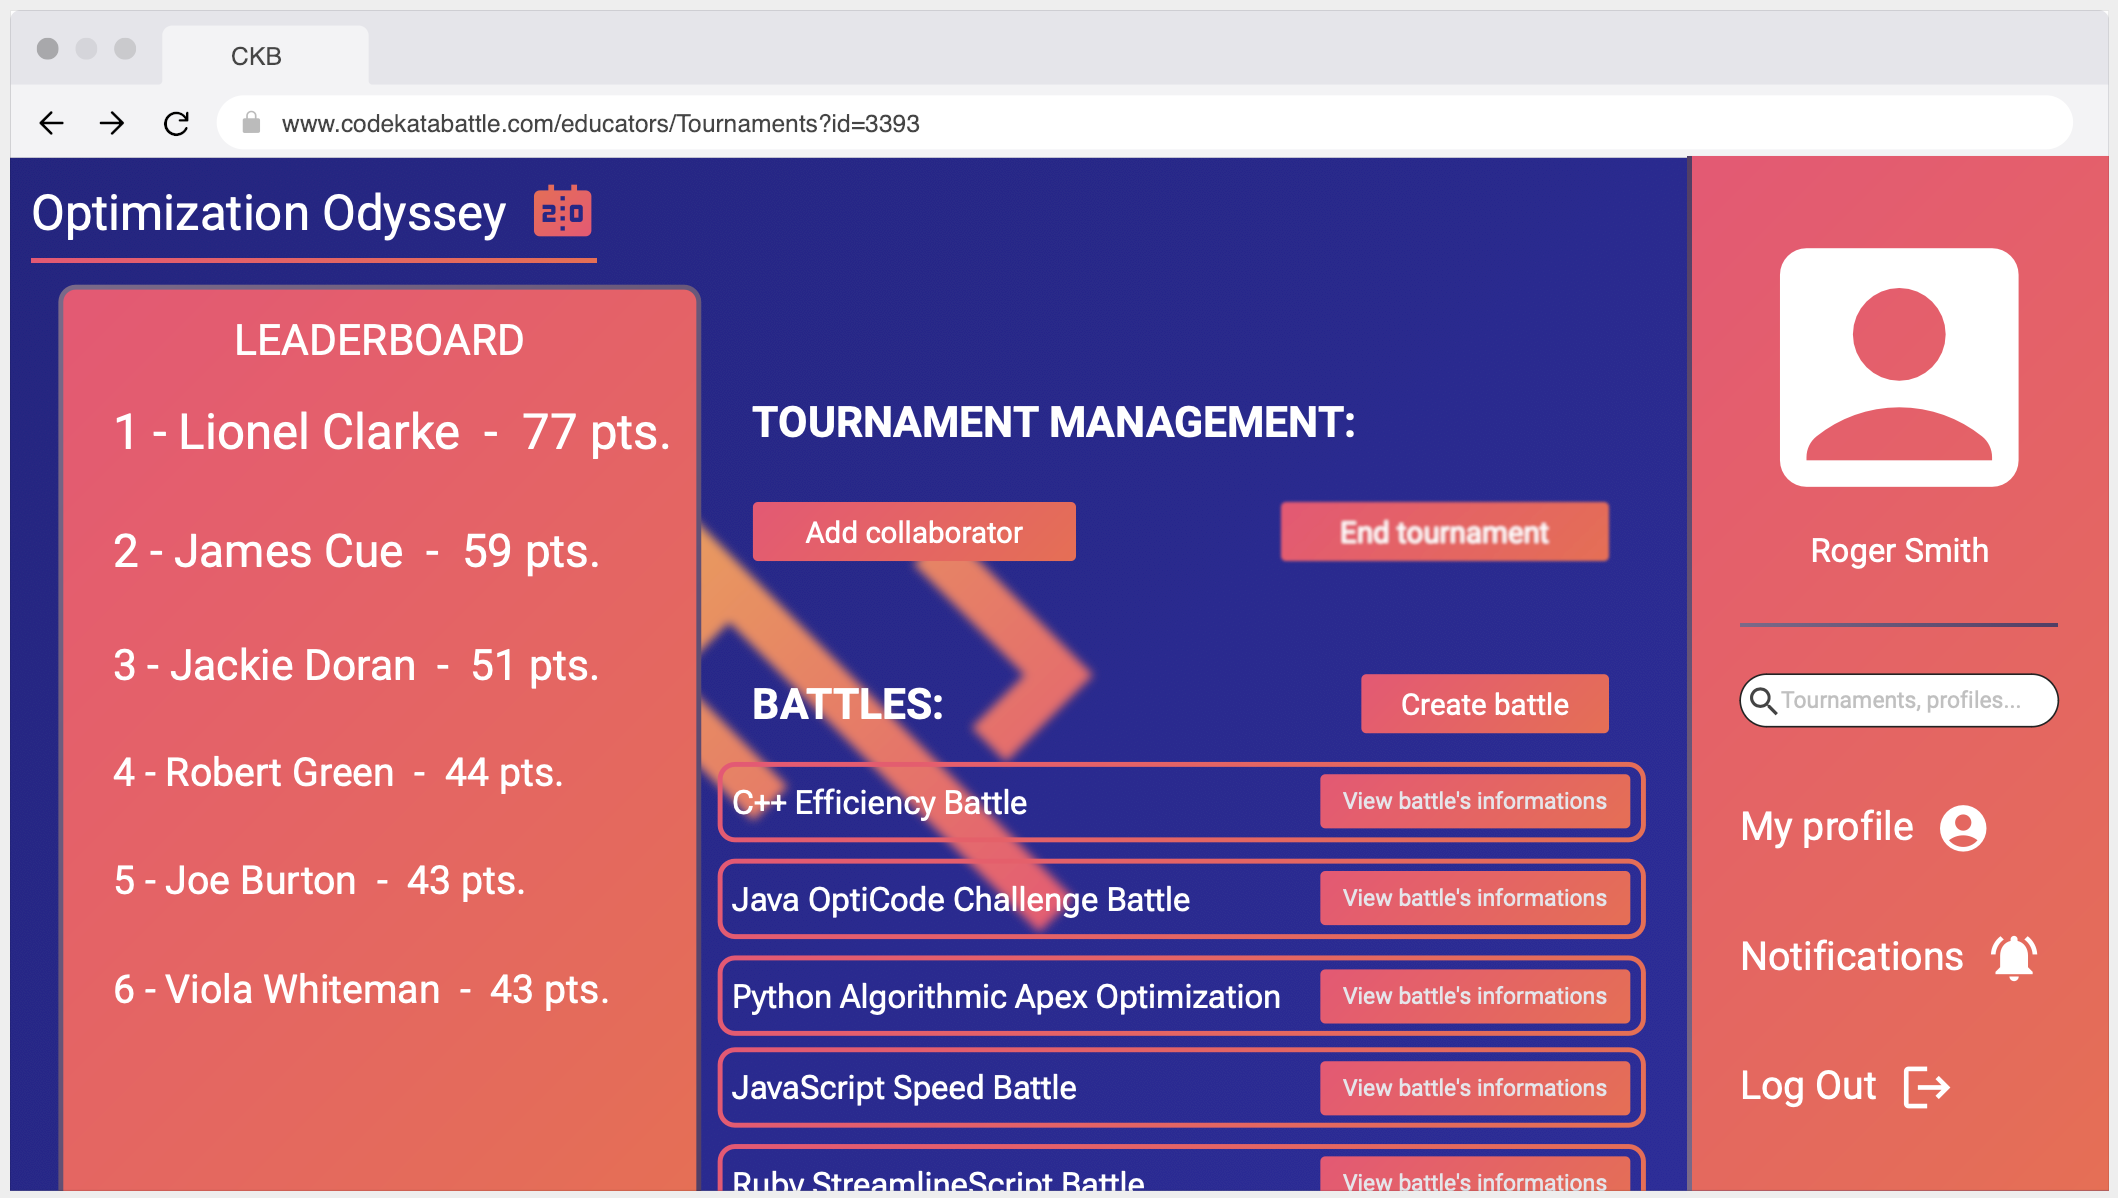 CKB
www.codekatabattle.com/educators/Tournaments?id=3393
Optimization Odyssey
2:0
LEADERBOARD
1 - Lionel Clarke - 77 pts.
2 - James Cue - 59 pts.
3 - Jackie Doran - 51 pts.
4 - Robert Green - 44 pts.
5 - Joe Burton - 43 pts.
6 - Viola Whiteman - 43 pts.
TOURNAMENT MANAGEMENT:
Add collaborator
End tournament
BATTLES:
Create battle
C++ Efficiency Battle
View battle's informations
Java OptiCode Challenge Battle
View battle's informations
Python Algorithmic Apex Optimization
View battle's informations
JavaScript Speed Battle
View battle's informations
Ruby StreamlineScript Battle
View battle's informations
Roger Smith
Tournaments, profiles...
My profile
Notifications
Log Out